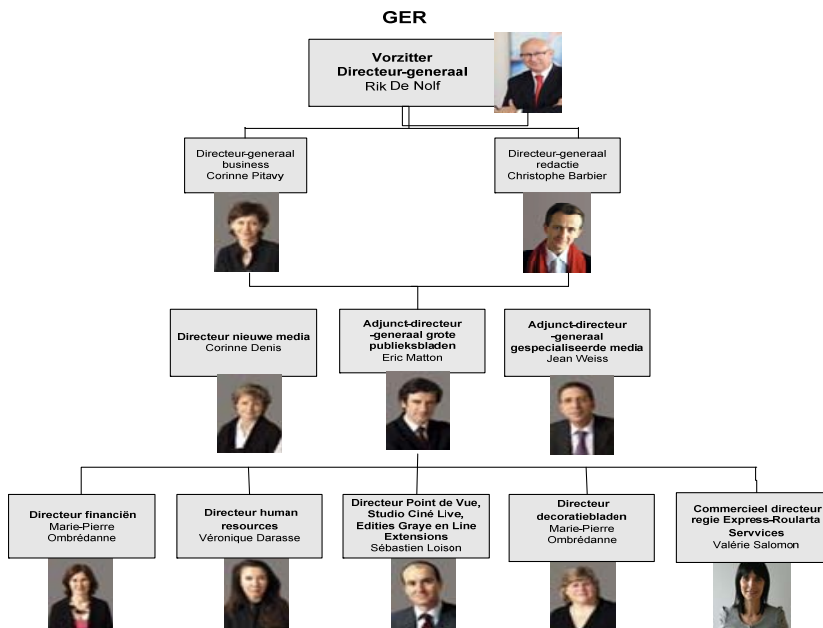 GER
Vorzitter
Directeur-generaal
Rik De Nolf
Directeur-generaal
business
Corinne Pitavy
Directeur-generaal
redactie
Christophe Barbier
Directeur nieuwe media
Corinne Denis
Adjunct-directeur
-generaal grote
publieksbladen
Eric Matton
Adjunct-directeur
-generaal
gespecialiseerde media
Jean Weiss
Directeur financiën
Marie-Pierre
Ombrédanne
Directeur human
resources
Véronique Darasse
Directeur Point de Vue,
Studio Ciné Live,
Edities Graye en Line
Extensions
Sébastien Loison
Directeur
decoratiebladen
Marie-Pierre
Ombrédanne
Commercieel directeur
regie Express-Roularta
Servvices
Valérie Salomon